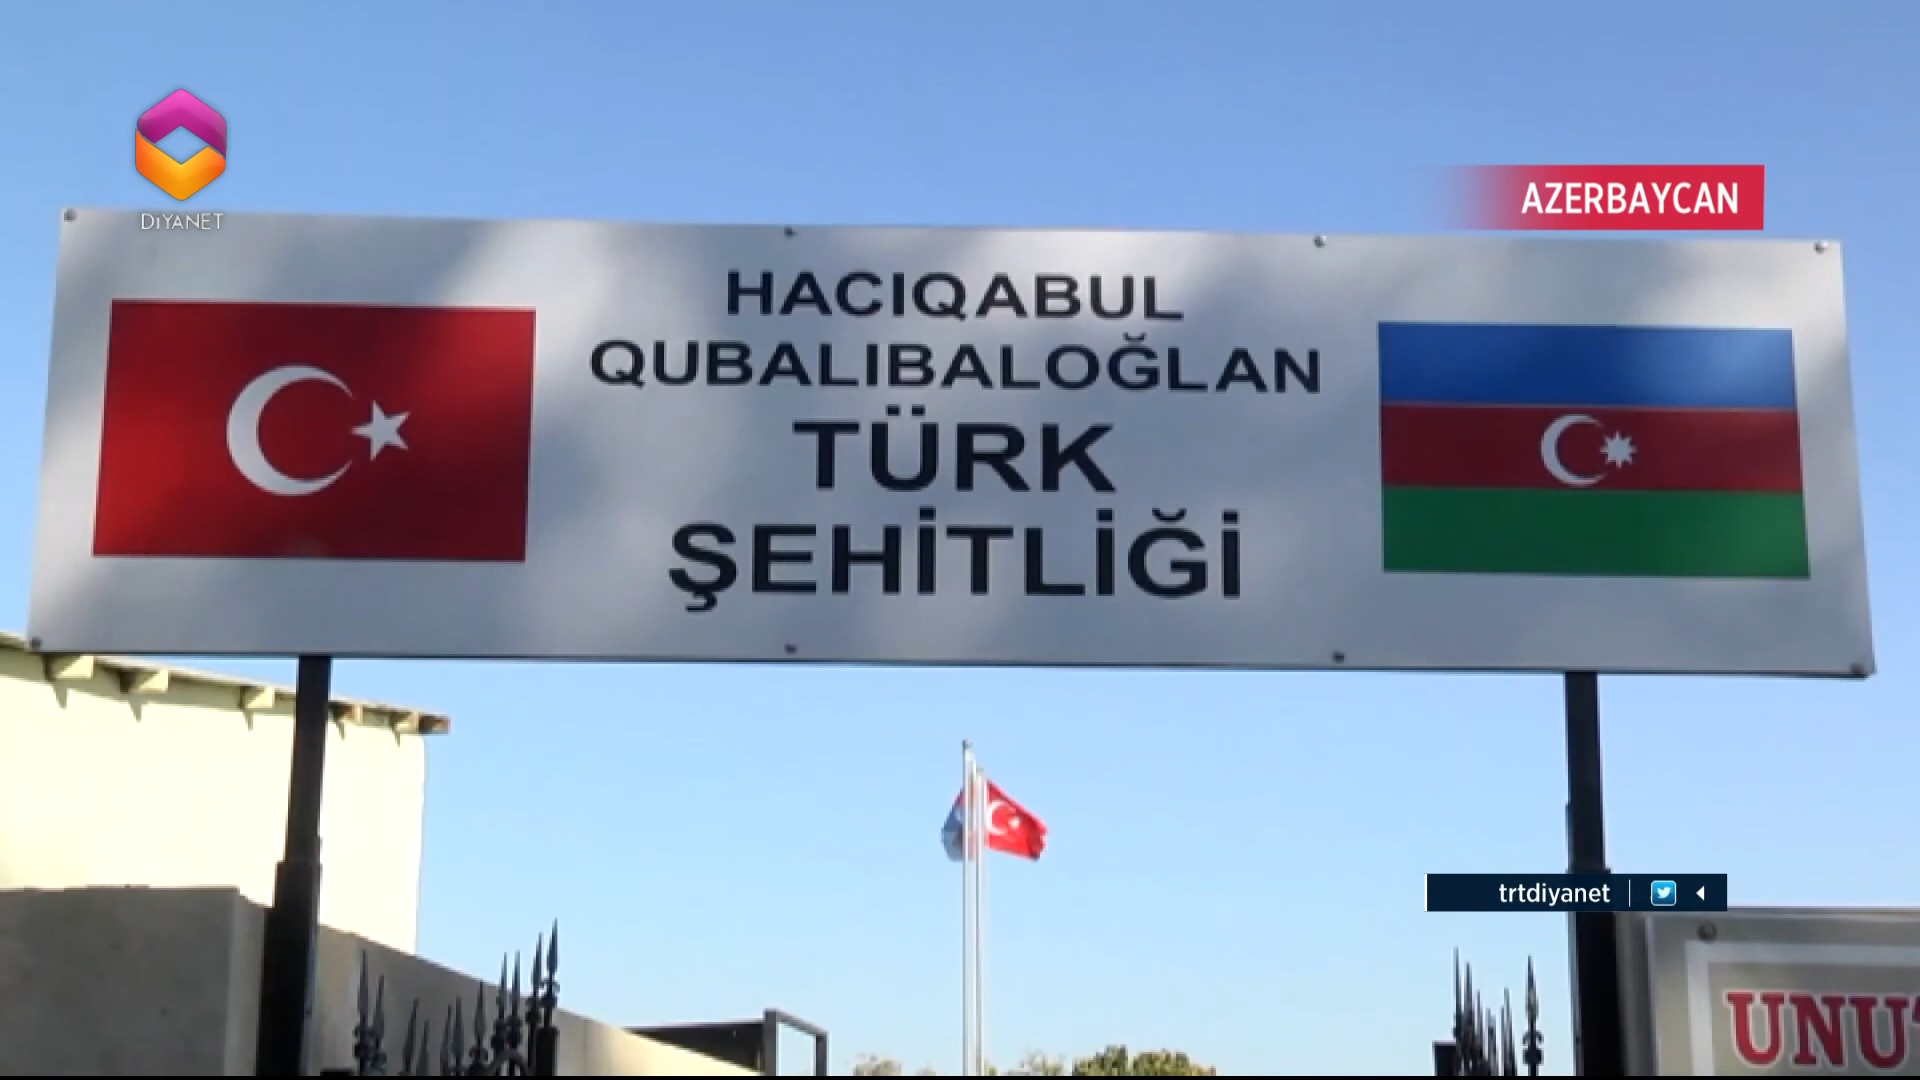 DİYANET
AZERBAYCAN
HACIQABUL
QUBALIBALOĞLAN
TÜRK
ŞEHİTLİĞİ
trtdiyanet